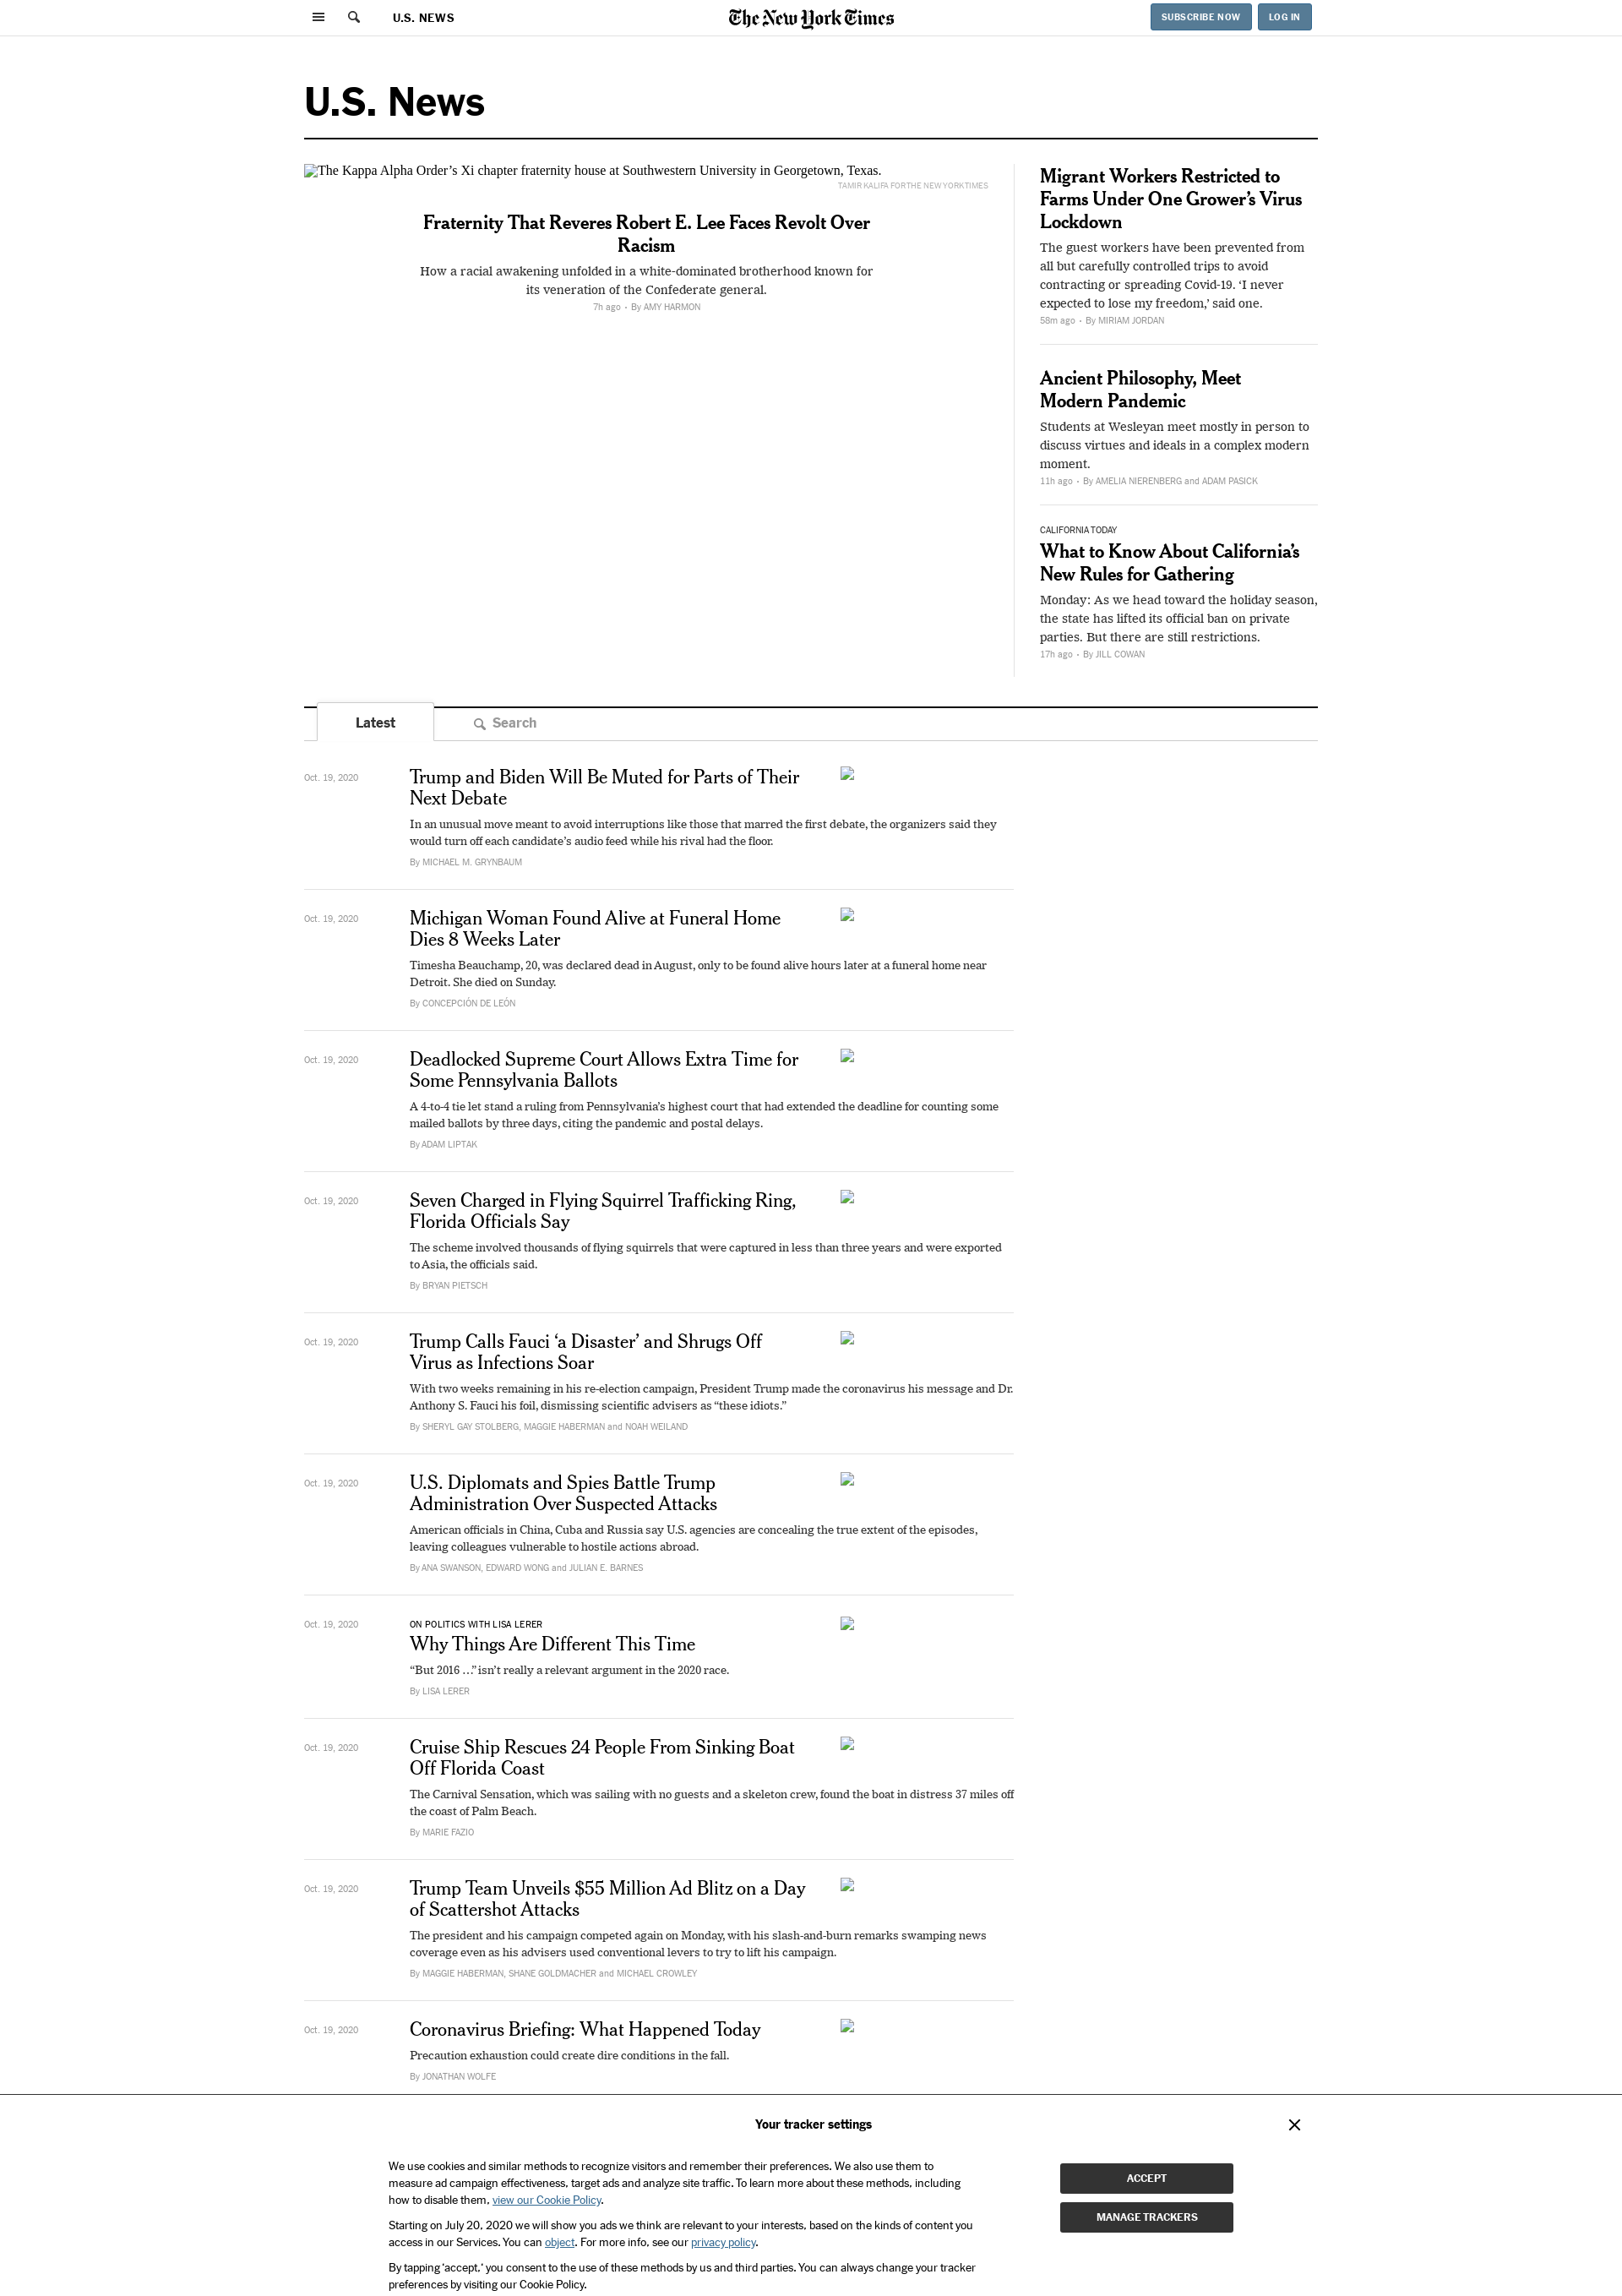 U.S. NEWS
The New York Times
SUBSCRIBE NOW
LOG IN
U.S. News
The Kappa Alpha Order’s Xi chapter fraternity house at Southwestern University in Georgetown, Texas.
TAMIR KALIFA FOR THE NEW YORK TIMES
Fraternity That Reveres Robert E. Lee Faces Revolt Over
Racism
How a racial awakening unfolded in a white-dominated brotherhood known for
its veneration of the Confederate general.
7h ago • By AMY HARMON
Migrant Workers Restricted to
Farms Under One Grower’s Virus
Lockdown
The guest workers have been prevented from
all but carefully controlled trips to avoid
contracting or spreading Covid-19. ‘I never
expected to lose my freedom,’ said one.
58m ago • By MIRIAM JORDAN
Ancient Philosophy, Meet
Modern Pandemic
Students at Wesleyan meet mostly in person to
discuss virtues and ideals in a complex modern
moment.
11h ago • By AMELIA NIERENBERG and ADAM PASICK
CALIFORNIA TODAY
What to Know About California’s
New Rules for Gathering
Monday: As we head toward the holiday season,
the state has lifted its official ban on private
parties. But there are still restrictions.
17h ago • By JILL COWAN
Latest
Search
Oct. 19, 2020
Trump and Biden Will Be Muted for Parts of Their
Next Debate
In an unusual move meant to avoid interruptions like those that marred the first debate, the organizers said they
would turn off each candidate’s audio feed while his rival had the floor.
By MICHAEL M. GRYNBAUM
Oct. 19, 2020
Michigan Woman Found Alive at Funeral Home
Dies 8 Weeks Later
Timesha Beauchamp, 20, was declared dead in August, only to be found alive hours later at a funeral home near
Detroit. She died on Sunday.
By CONCEPCIÓN DE LEÓN
Oct. 19, 2020
Deadlocked Supreme Court Allows Extra Time for
Some Pennsylvania Ballots
A 4-to-4 tie let stand a ruling from Pennsylvania’s highest court that had extended the deadline for counting some
mailed ballots by three days, citing the pandemic and postal delays.
By ADAM LIPTAK
Oct. 19, 2020
Seven Charged in Flying Squirrel Trafficking Ring,
Florida Officials Say
The scheme involved thousands of flying squirrels that were captured in less than three years and were exported
to Asia, the officials said.
By BRYAN PIETSCH
Oct. 19, 2020
Trump Calls Fauci ‘a Disaster’ and Shrugs Off
Virus as Infections Soar
With two weeks remaining in his re-election campaign, President Trump made the coronavirus his message and Dr.
Anthony S. Fauci his foil, dismissing scientific advisers as “these idiots.”
By SHERYL GAY STOLBERG, MAGGIE HABERMAN and NOAH WEILAND
Oct. 19, 2020
U.S. Diplomats and Spies Battle Trump
Administration Over Suspected Attacks
American officials in China, Cuba and Russia say U.S. agencies are concealing the true extent of the episodes,
leaving colleagues vulnerable to hostile actions abroad.
By ANA SWANSON, EDWARD WONG and JULIAN E. BARNES
Oct. 19, 2020
ON POLITICS WITH LISA LERER
Why Things Are Different This Time
“But 2016 …” isn’t really a relevant argument in the 2020 race.
By LISA LERER
Oct. 19, 2020
Cruise Ship Rescues 24 People From Sinking Boat
Off Florida Coast
The Carnival Sensation, which was sailing with no guests and a skeleton crew, found the boat in distress 37 miles off
the coast of Palm Beach.
By MARIE FAZIO
Oct. 19, 2020
Trump Team Unveils $55 Million Ad Blitz on a Day
of Scattershot Attacks
The president and his campaign competed again on Monday, with his slash-and-burn remarks swamping news
coverage even as his advisers used conventional levers to try to lift his campaign.
By MAGGIE HABERMAN, SHANE GOLDMACHER and MICHAEL CROWLEY
Oct. 19, 2020
Coronavirus Briefing: What Happened Today
Precaution exhaustion could create dire conditions in the fall.
By JONATHAN WOLFE
Your tracker settings
We use cookies and similar methods to recognize visitors and remember their preferences. We also use them to
measure ad campaign effectiveness, target ads and analyze site traffic. To learn more about these methods, including
how to disable them, view our Cookie Policy.
Starting on July 20, 2020 we will show you ads we think are relevant to your interests, based on the kinds of content you
access in our Services. You can object. For more info, see our privacy policy.
By tapping ‘accept,’ you consent to the use of these methods by us and third parties. You can always change your tracker
preferences by visiting our Cookie Policy.
ACCEPT
MANAGE TRACKERS